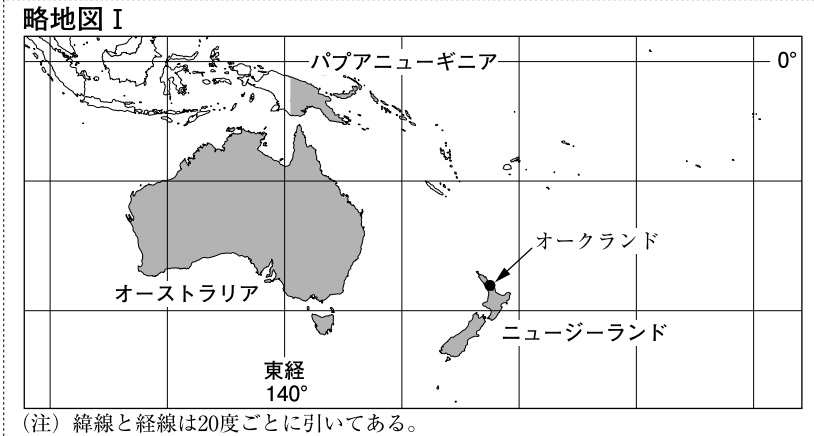 略地図Ⅰ
パプアニューギニア
0°
オークランド
オーストラリア
ニュージーランド
東経
140°
(注) 緯線と経線は20度ごとに引いてある。